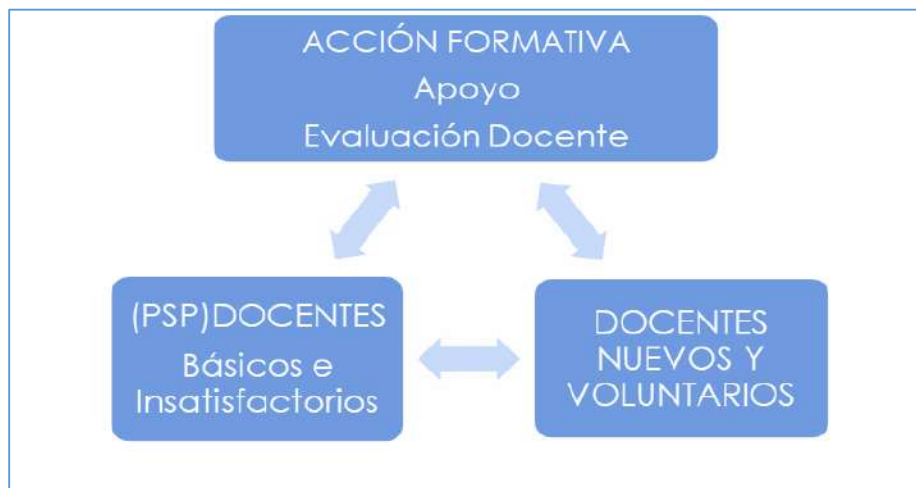 ACCIÓN FORMATIVA
Apoyo
Evaluación Docente
(PSP)DOCENTES
Básicos e
Insatisfactorios
DOCENTES
NUEVOS Y
VOLUNTARIOS